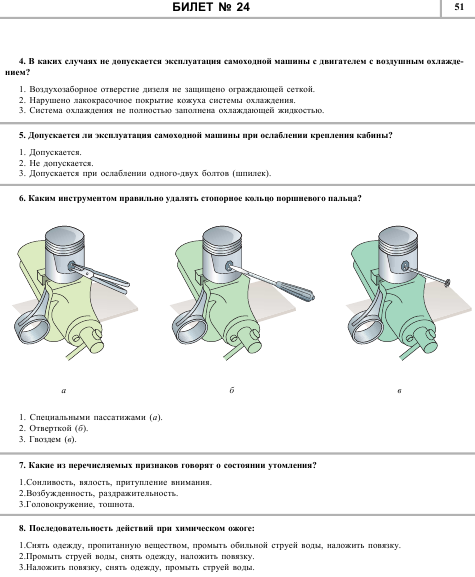 БИЛЕТ № 24
51
4. В каких случаях не допускается эксплуатация самоходной машины с двигателем с воздушным охлажде-
нием?
1. Воздухозаборное отверстие дизеля не защищено ограждающей сеткой.
2. Нарушено лакокрасочное покрытие кожуха системы охлаждения.
3. Система охлаждения не полностью заполнена охлаждающей жидкостью.
5. Допускается ли эксплуатация самоходной машины при ослаблении крепления кабины?
1. Допускается.
2. Не допускается.
3. Допускается при ослаблении одного-двух болтов (шпилек).
6. Каким инструментом правильно удалять стопорное кольцо поршневого пальца?
а
б
в
1. Специальными пассатижами (а).
2. Отверткой (б).
3. Гвоздем (в).
7. Какие из перечисляемых признаков говорят о состоянии утомления?
1.Сонливость, вялость, притупление внимания.
2.Возбужденность, раздражительность.
3.Головокружение, тошнота.
8. Последовательность действий при химическом ожоге:
1.Снять одежду, пропитанную веществом, промыть обильной струей воды, наложить повязку.
2.Промыть струей воды, снять одежду, наложить повязку.
3.Наложить повязку, снять одежду, промыть струей воды.